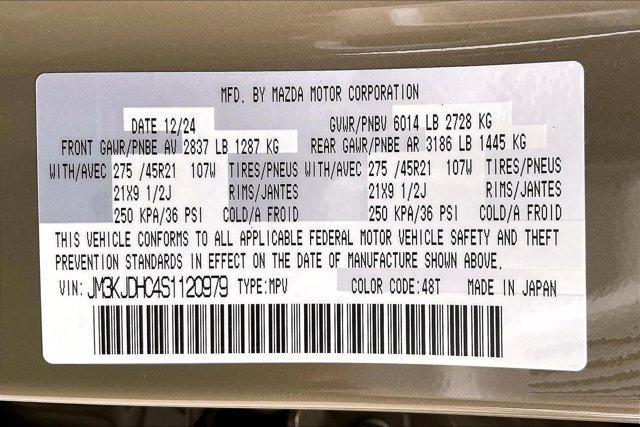 MFD. BY MAZDA MOTOR CORPORATION
DATE 12/24 GVWR/PNBV 6014 LB 2728 KG
FRONT GAWR/PNBE AV 2837 LB 1287 KG REAR GAWR/PNBE AR 3186 LB 1445 KG
WITH/AVEC 275 /45R21 107W TIRES/PNEUS WITH/AVEC 275 /45R21 107W TIRES/PNEUS
21X9 1/2J RIMS/JANTES 21X9 1/2J RIMS/JANTES
250 KPA/36 PSI COLD/A FROID 250 KPA/36 PSI COLD/A FROID
THIS VEHICLE CONFORMS TO ALL APPLICABLE FEDERAL MOTOR VEHICLE SAFETY AND THEFT
PREVENTION STANDARDS IN EFFECT ON THE DATE OF MANUFACTURE SHOWN ABOVE.
VIN: JM3KJDHC4S1120979 TYPE:MPV COLOR CODE:48T MADE IN JAPAN